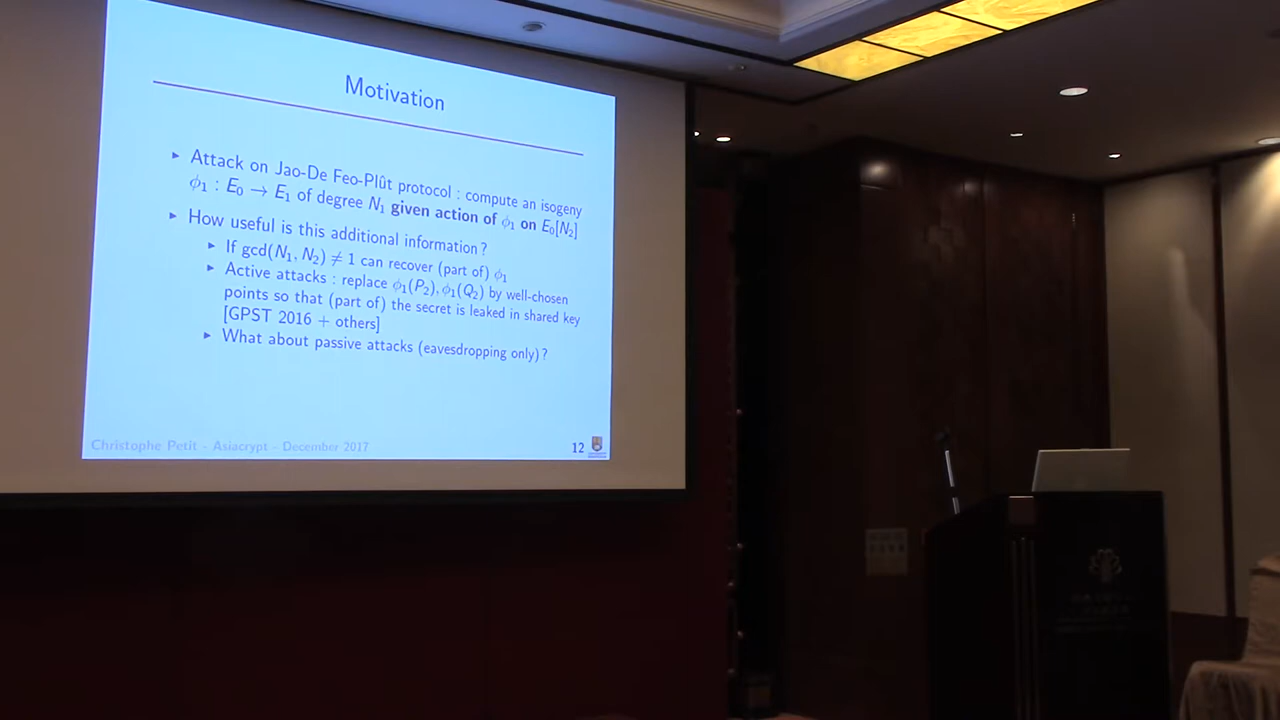 Motivation
▸ Attack on Jao-De Feo-Plût protocol : compute an isogeny
ϕ₁ : E₀ → E₁ of degree N₁ given action of ϕ₁ on E₀[N₂]
▸ How useful is this additional information ?
▸ If gcd(N₁, N₂) ≠ 1 can recover (part of) ϕ₁
▸ Active attacks : replace ϕ₁(P₂), ϕ₁(Q₂) by well-chosen
points so that (part of) the secret is leaked in shared key
[GPST 2016 + others]
▸ What about passive attacks (eavesdropping only) ?
Christophe Petit - Asiacrypt - December 2017
12